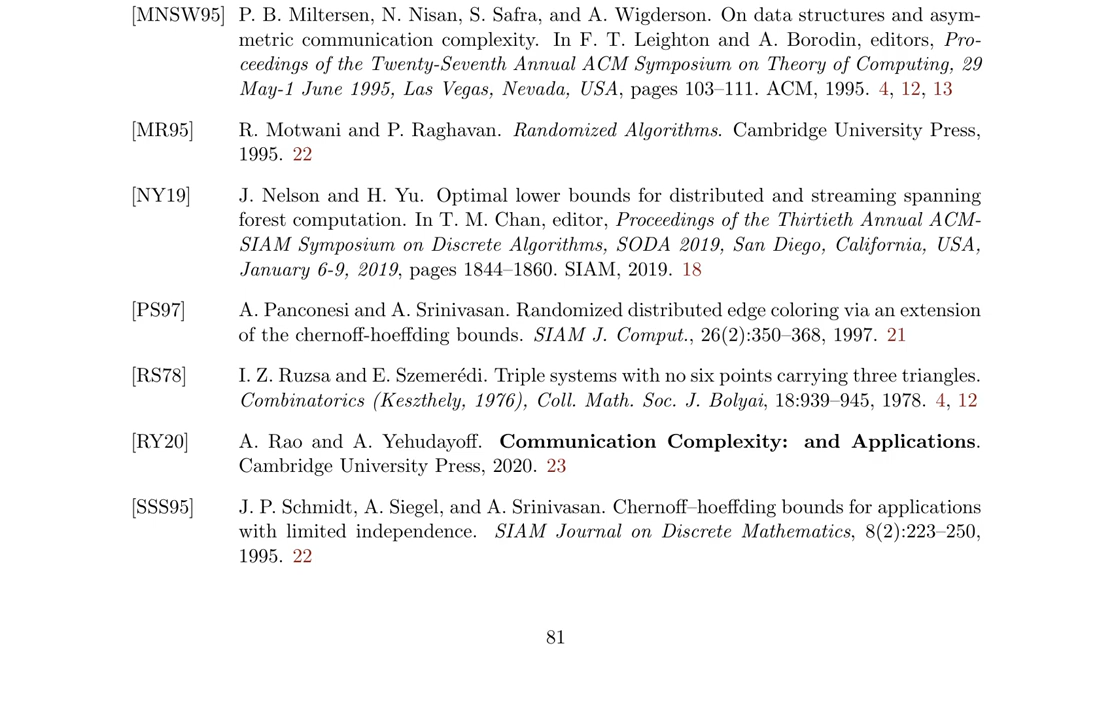 [MNSW95] P. B. Miltersen, N. Nisan, S. Safra, and A. Wigderson. On data structures and asym-
metric communication complexity. In F. T. Leighton and A. Borodin, editors, Pro-
ceedings of the Twenty-Seventh Annual ACM Symposium on Theory of Computing, 29
May-1 June 1995, Las Vegas, Nevada, USA, pages 103–111. ACM, 1995. 4, 12, 13
[MR95] R. Motwani and P. Raghavan. Randomized Algorithms. Cambridge University Press,
1995. 22
[NY19] J. Nelson and H. Yu. Optimal lower bounds for distributed and streaming spanning
forest computation. In T. M. Chan, editor, Proceedings of the Thirtieth Annual ACM-
SIAM Symposium on Discrete Algorithms, SODA 2019, San Diego, California, USA,
January 6-9, 2019, pages 1844–1860. SIAM, 2019. 18
[PS97] A. Panconesi and A. Srinivasan. Randomized distributed edge coloring via an extension
of the chernoff-hoeffding bounds. SIAM J. Comput., 26(2):350–368, 1997. 21
[RS78] I. Z. Ruzsa and E. Szemerédi. Triple systems with no six points carrying three triangles.
Combinatorics (Keszthely, 1976), Coll. Math. Soc. J. Bolyai, 18:939–945, 1978. 4, 12
[RY20] A. Rao and A. Yehudayoff. Communication Complexity: and Applications.
Cambridge University Press, 2020. 23
[SSS95] J. P. Schmidt, A. Siegel, and A. Srinivasan. Chernoff–hoeffding bounds for applications
with limited independence. SIAM Journal on Discrete Mathematics, 8(2):223–250,
1995. 22
81